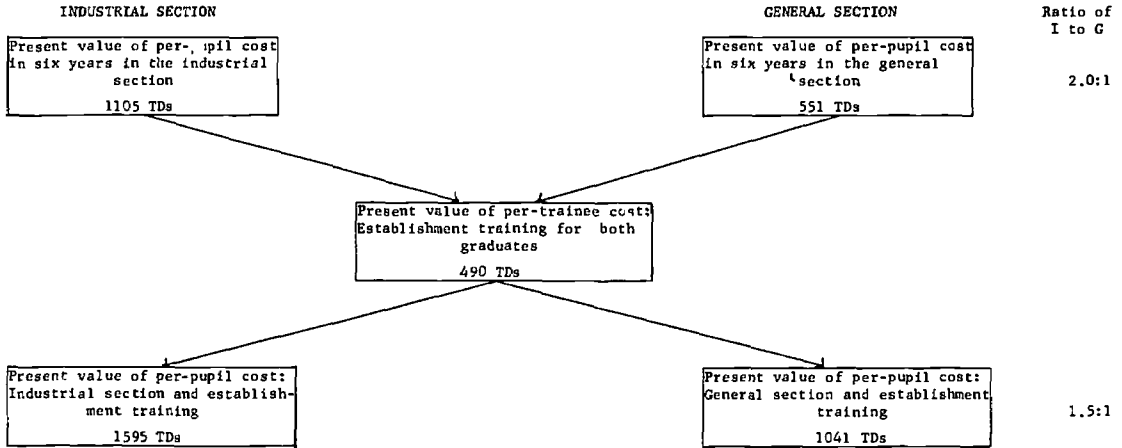 INDUSTRIAL SECTION
GENERAL SECTION
Ratio of
I to G
Present value of per- upil cost
in six years in the industrial
section
1105 TDs
Present value of per-pupil cost
in six years in the general
section
551 TDs
2.0:1
Present value of per-trainee cost:
Establishment training for both
graduates
490 TDs
Present value of per-pupil cost:
Industrial section and establish-
ment training
1595 TDs
Present value of per-pupil cost:
General section and establishment
training
1041 TDs
1.5:1